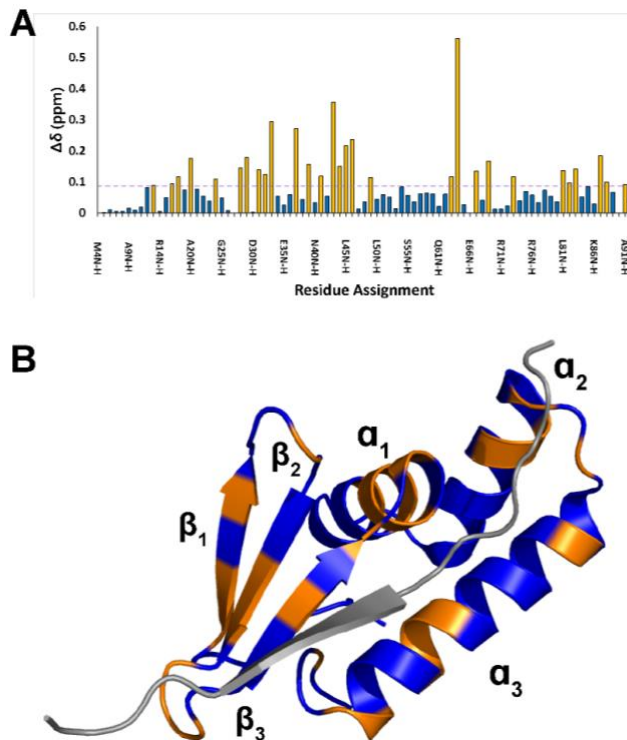 A
0.6
0.5
0.4
0.3
0.2
0.1
0
Δδ (ppm)
M4N-H
A9N-H
R14N-H
A20N-H
G25N-H
D30N-H
E35N-H
N40N-H
L45N-H
L50N-H
S55N-H
Q61N-H
E66N-H
R71N-H
R76N-H
L81N-H
K86N-H
A91N-H
Residue Assignment
B
α2
α1
β2
β1
α3
β3